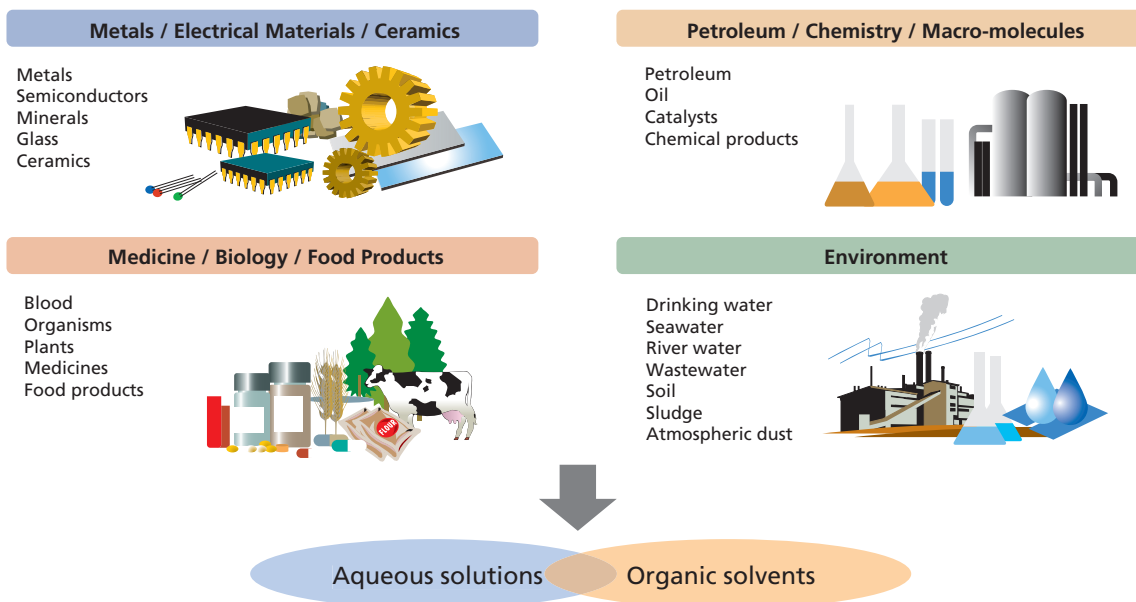 Metals / Electrical Materials / Ceramics
Metals
Semiconductors
Minerals
Glass
Ceramics
Petroleum / Chemistry / Macro-molecules
Petroleum
Oil
Catalysts
Chemical products
Medicine / Biology / Food Products
Blood
Organisms
Plants
Medicines
Food products
FLOUR
Environment
Drinking water
Seawater
River water
Wastewater
Soil
Sludge
Atmospheric dust
Aqueous solutions
Organic solvents